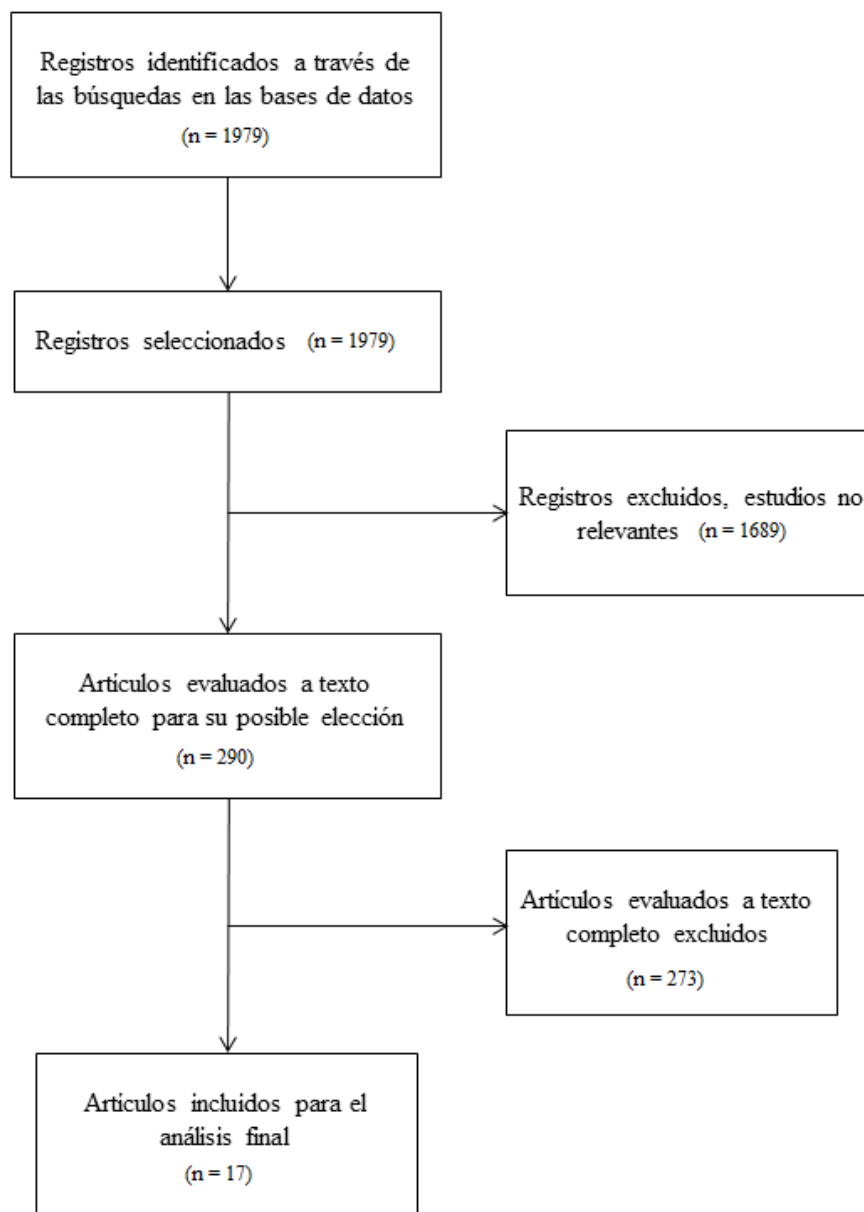 Registros identificados a través de
las búsquedas en las bases de datos
(n = 1979)
Registros seleccionados (n = 1979)
Registros excluidos, estudios no
relevantes (n = 1689)
Artículos evaluados a texto
completo para su posible elección
(n = 290)
Artículos evaluados a texto
completo excluidos
(n = 273)
Artículos incluidos para el
análisis final
(n = 17)